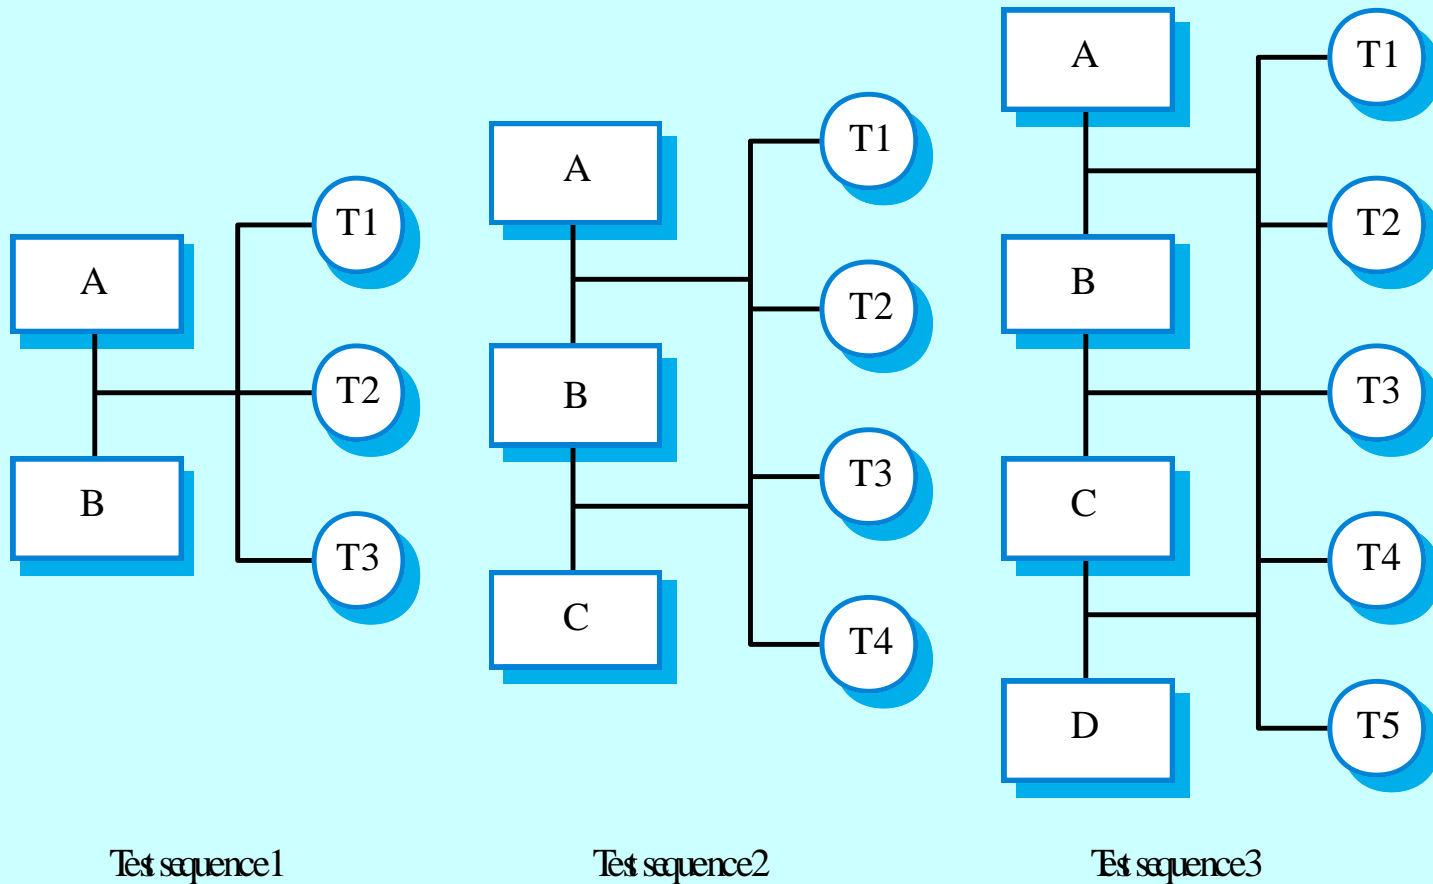 A
B
T1
T2
T3
Test sequence 1
A
B
C
T1
T2
T3
T4
Test sequence 2
A
B
C
D
T1
T2
T3
T4
T5
Test sequence 3